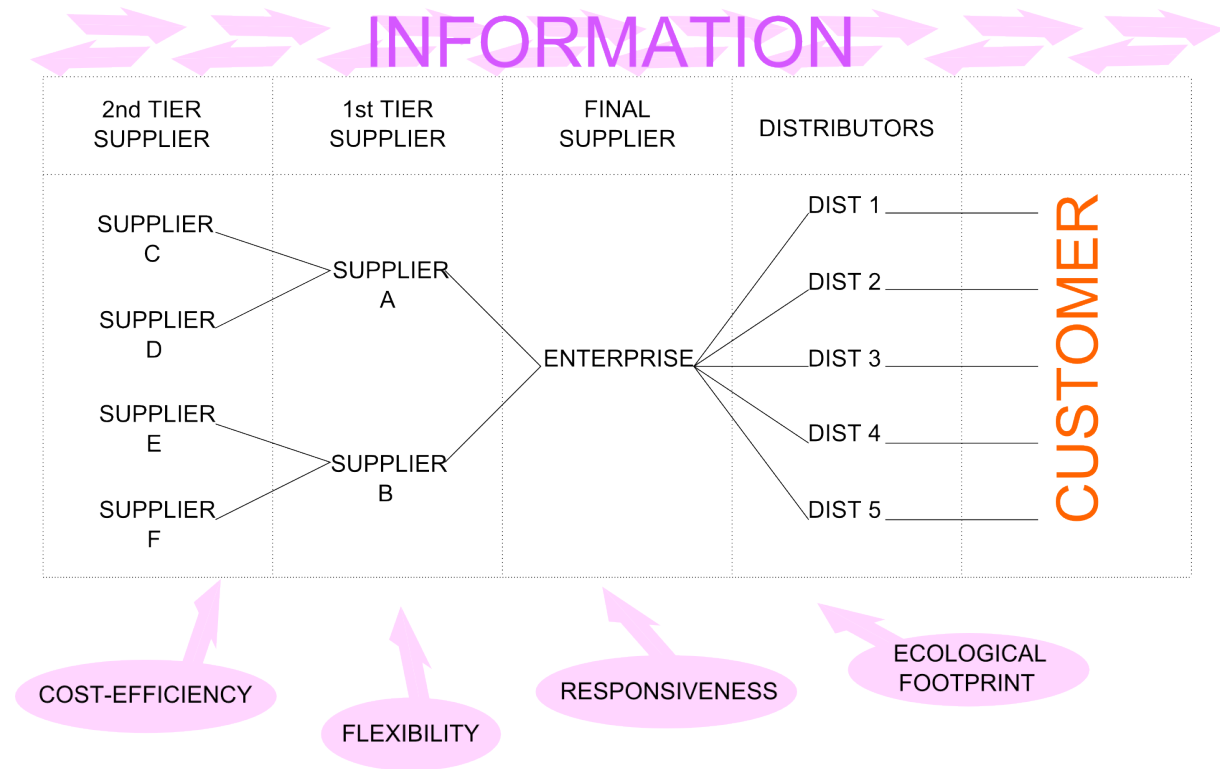 INFORMATION
2nd TIER
SUPPLIER
1st TIER
SUPPLIER
FINAL
SUPPLIER
DISTRIBUTORS
SUPPLIER
C
SUPPLIER
D
SUPPLIER
E
SUPPLIER
F
SUPPLIER
A
SUPPLIER
B
ENTERPRISE
DIST 1
DIST 2
DIST 3
DIST 4
DIST 5
CUSTOMER
COST-EFFICIENCY
FLEXIBILITY
RESPONSIVENESS
ECOLOGICAL
FOOTPRINT